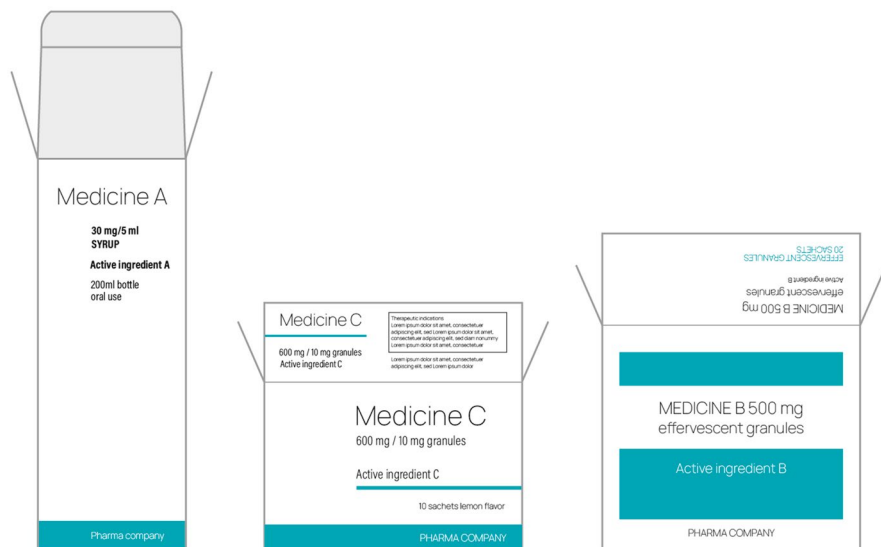 Medicine A
30 mg/5 ml
SYRUP
Active ingredient A
200ml bottle
oral use
Pharma company
Medicine C
600 mg / 10 mg granules
Active ingredient C
Therapeutic indications
Lorem ipsum dolor sit amet, consectetuer
adipiscing elit, sed Lorem ipsum dolor sit amet,
consectetuer adipiscing elit, sed diam nonummy
Lorem ipsum dolor sit amet, consectetuer
Lorem ipsum dolor sit amet, consectetuer
adipiscing elit, sed Lorem ipsum dolor
Medicine C
600 mg / 10 mg granules
Active ingredient C
10 sachets lemon flavor
PHARMA COMPANY
MEDICINE B 500 mg
effervescent granules
Active ingredient B
EFFERVESCENT GRANULES
20 SACHETS
MEDICINE B 500 mg
effervescent granules
Active ingredient B
PHARMA COMPANY